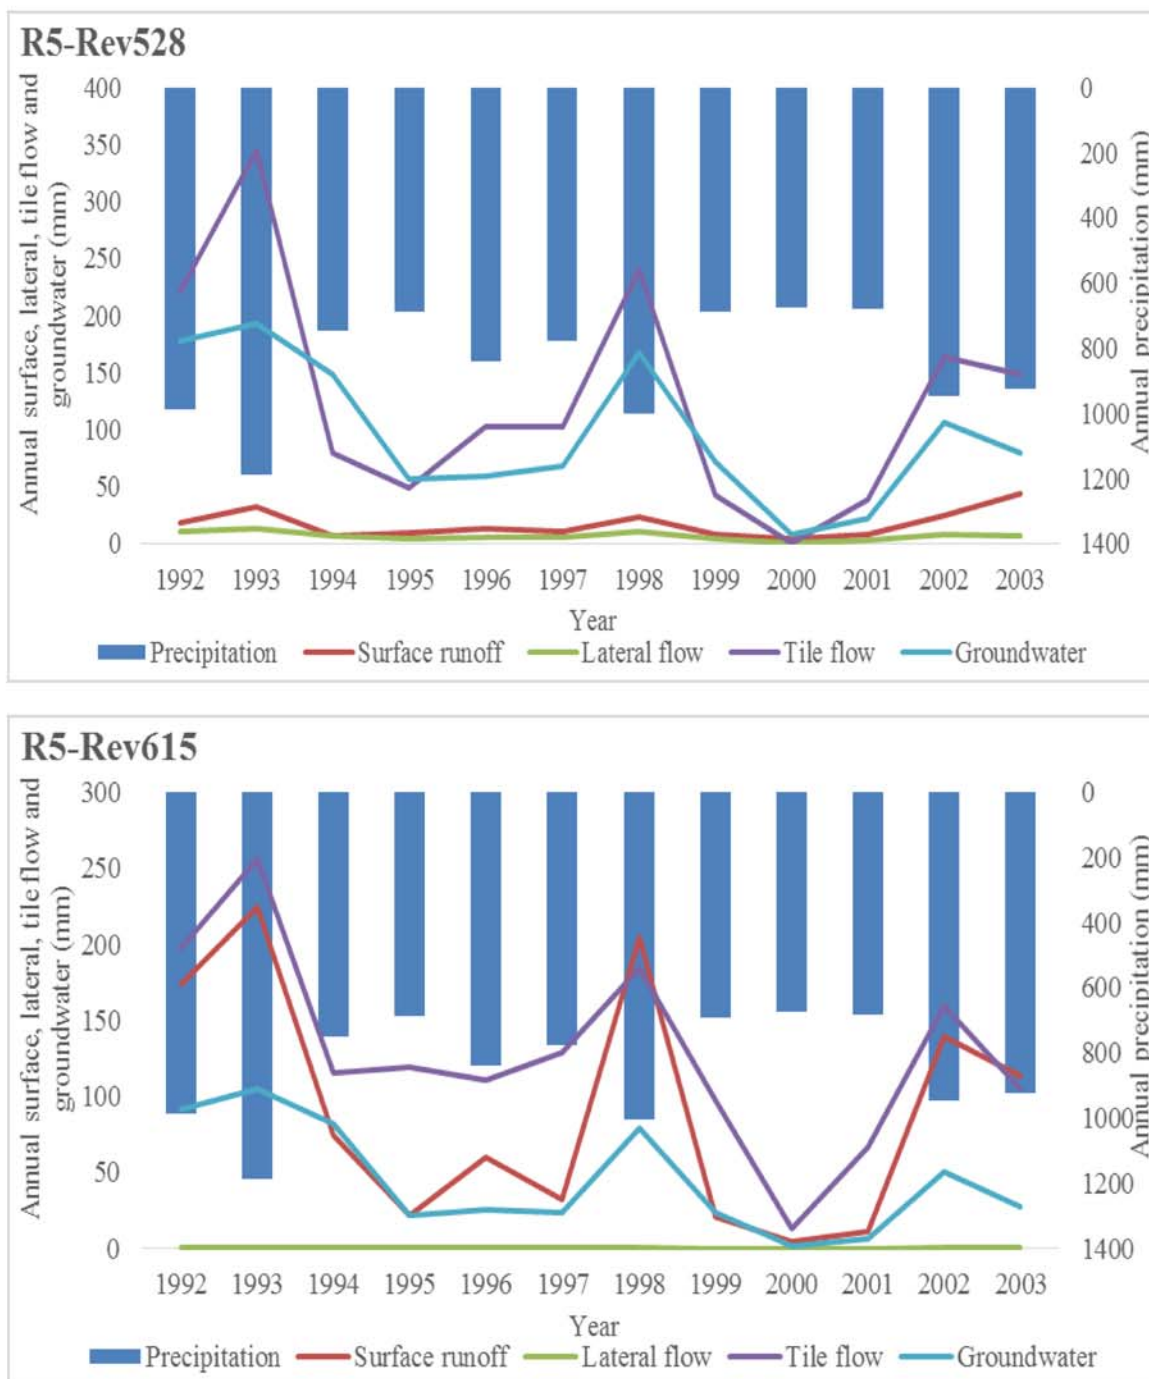 R5-Rev528
Annual surface, lateral, tile flow and
groundwater (mm)
400
350
300
250
200
150
100
50
0
0
200
400
600
800
1000
1200
1400
Annual precipitation (mm)
1992 1993 1994 1995 1996 1997 1998 1999 2000 2001 2002 2003
Year
Precipitation Surface runoff Lateral flow Tile flow Groundwater
R5-Rev615
Annual surface, lateral, tile flow and
groundwater (mm)
300
250
200
150
100
50
0
0
200
400
600
800
1000
1200
1400
Annual precipitation (mm)
1992 1993 1994 1995 1996 1997 1998 1999 2000 2001 2002 2003
Year
Precipitation Surface runoff Lateral flow Tile flow Groundwater